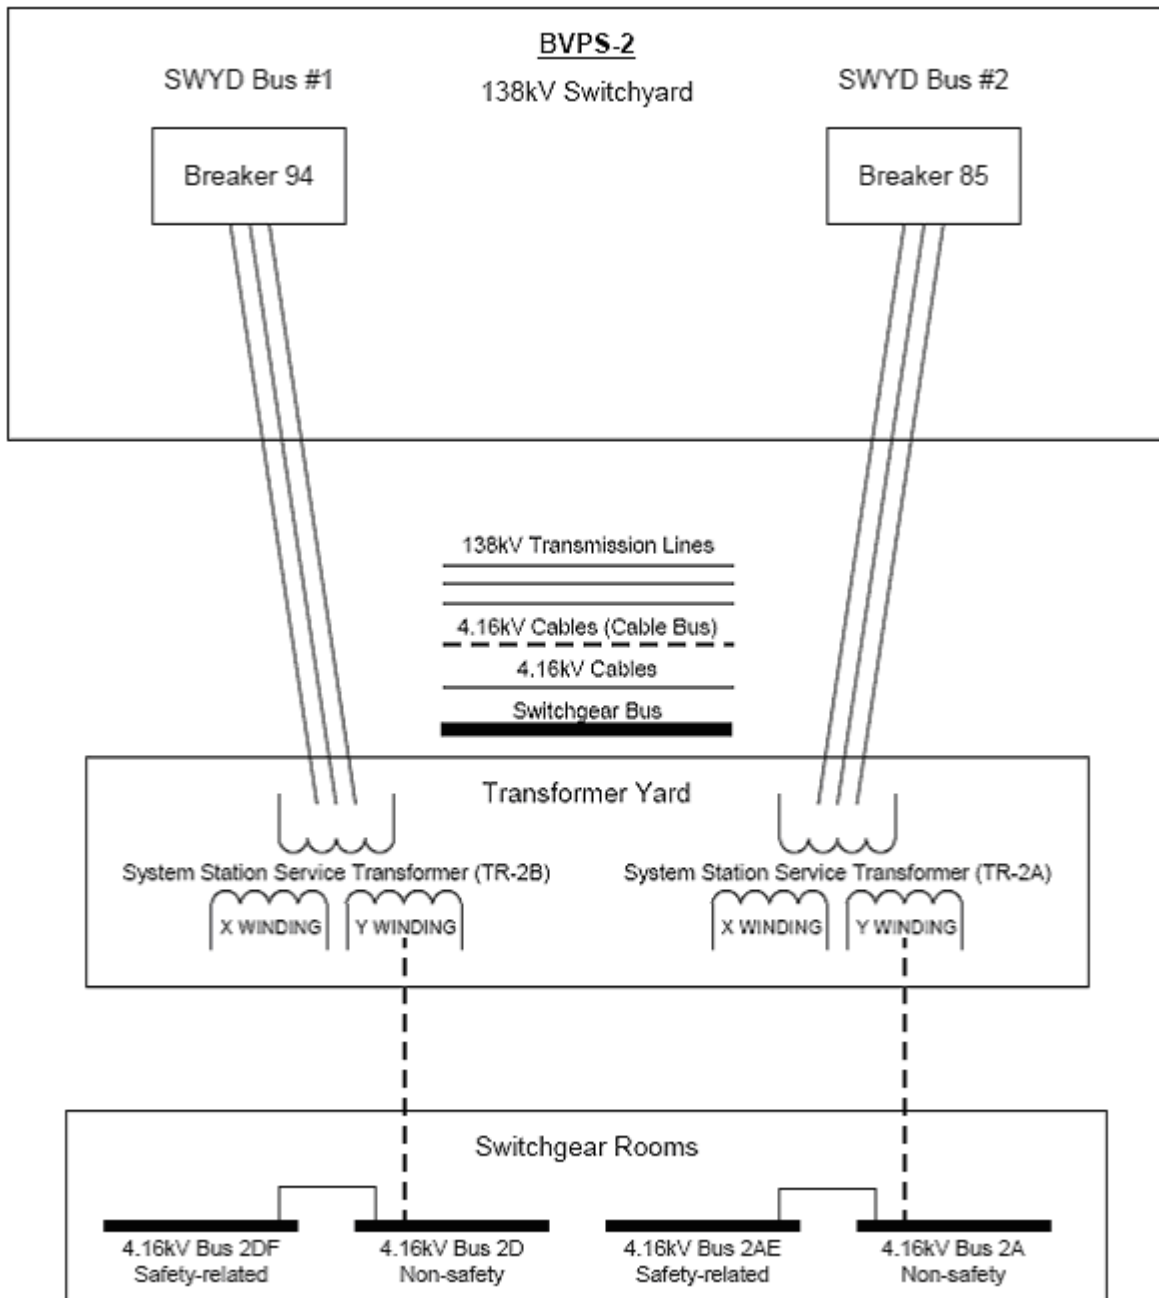 BVPS-2
SWYD Bus #1
138kV Switchyard
SWYD Bus #2
Breaker 94
Breaker 85
138kV Transmission Lines
4.16kV Cables (Cable Bus)
4.16kV Cables
Switchgear Bus
Transformer Yard
System Station Service Transformer (TR-2B)
System Station Service Transformer (TR-2A)
X WINDING
Y WINDING
X WINDING
Y WINDING
Switchgear Rooms
4.16kV Bus 2DF
Safety-related
4.16kV Bus 2D
Non-safety
4.16kV Bus 2AE
Safety-related
4.16kV Bus 2A
Non-safety